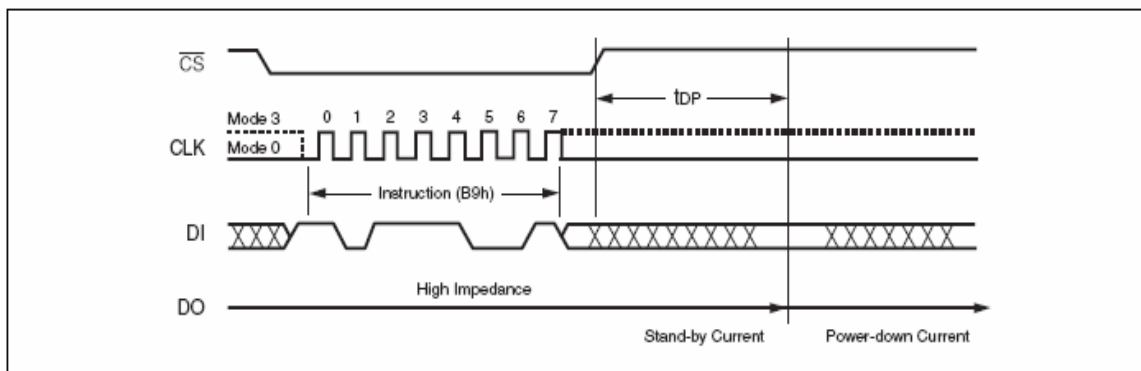 CS
tDP
Mode 3
0 1 2 3 4 5 6 7
CLK
Mode 0
Instruction (B9h)
DI
High Impedance
DO
Stand-by Current
Power-down Current